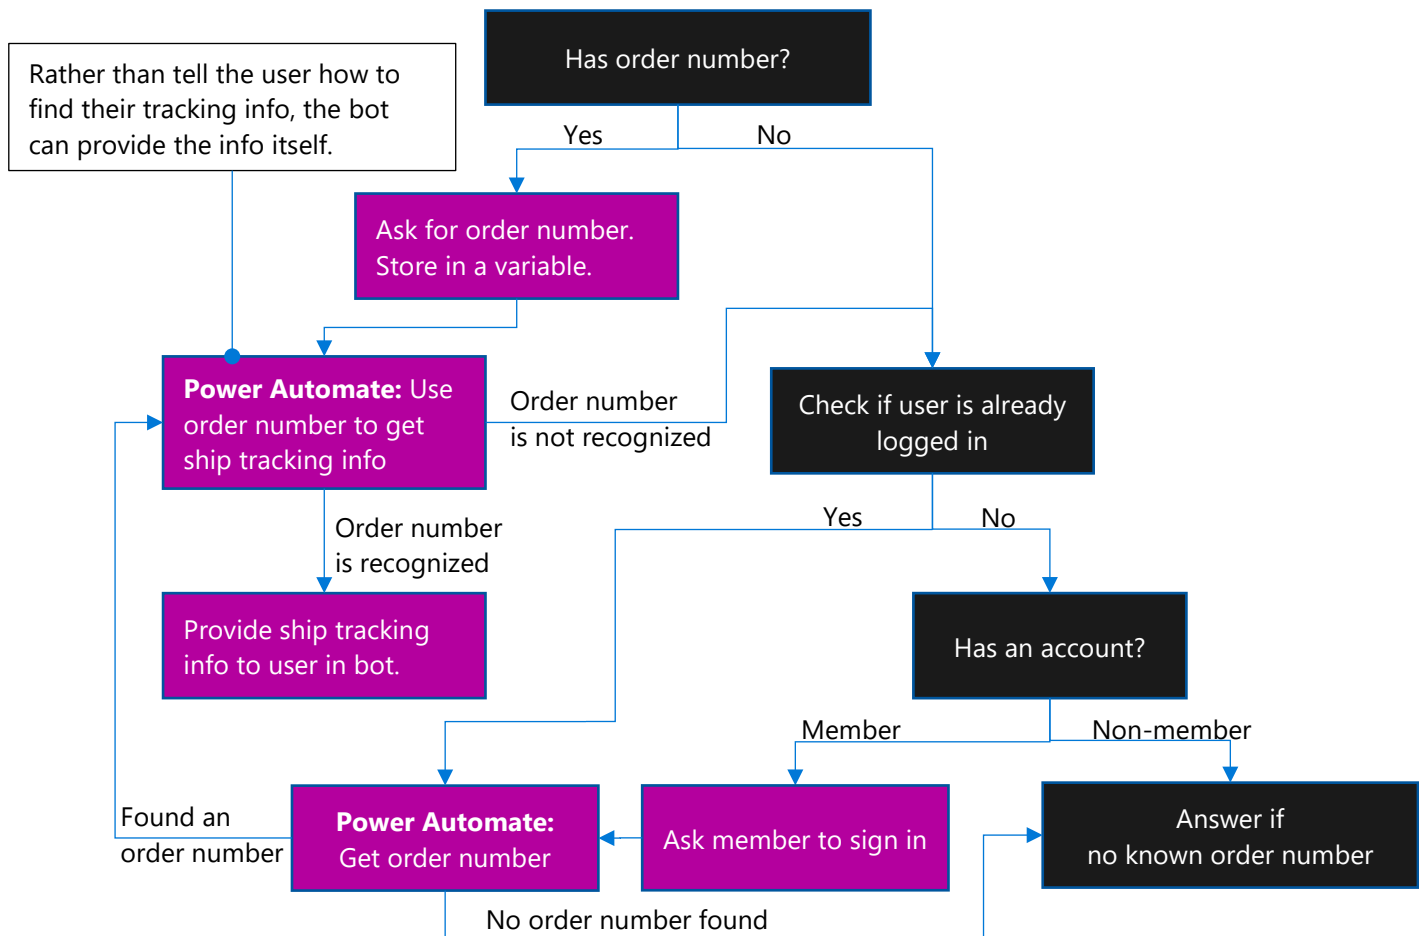 Has order number?
Rather than tell the user how to
find their tracking info, the bot
can provide the info itself.
Yes
No
Ask for order number.
Store in a variable.
Power Automate: Use
order number to get
ship tracking info
Order number
is not recognized
Check if user is already
logged in
Order number
is recognized
Yes
No
Provide ship tracking
info to user in bot.
Has an account?
Member
Non-member
Found an
order number
Power Automate:
Get order number
Ask member to sign in
Answer if
no known order number
No order number found